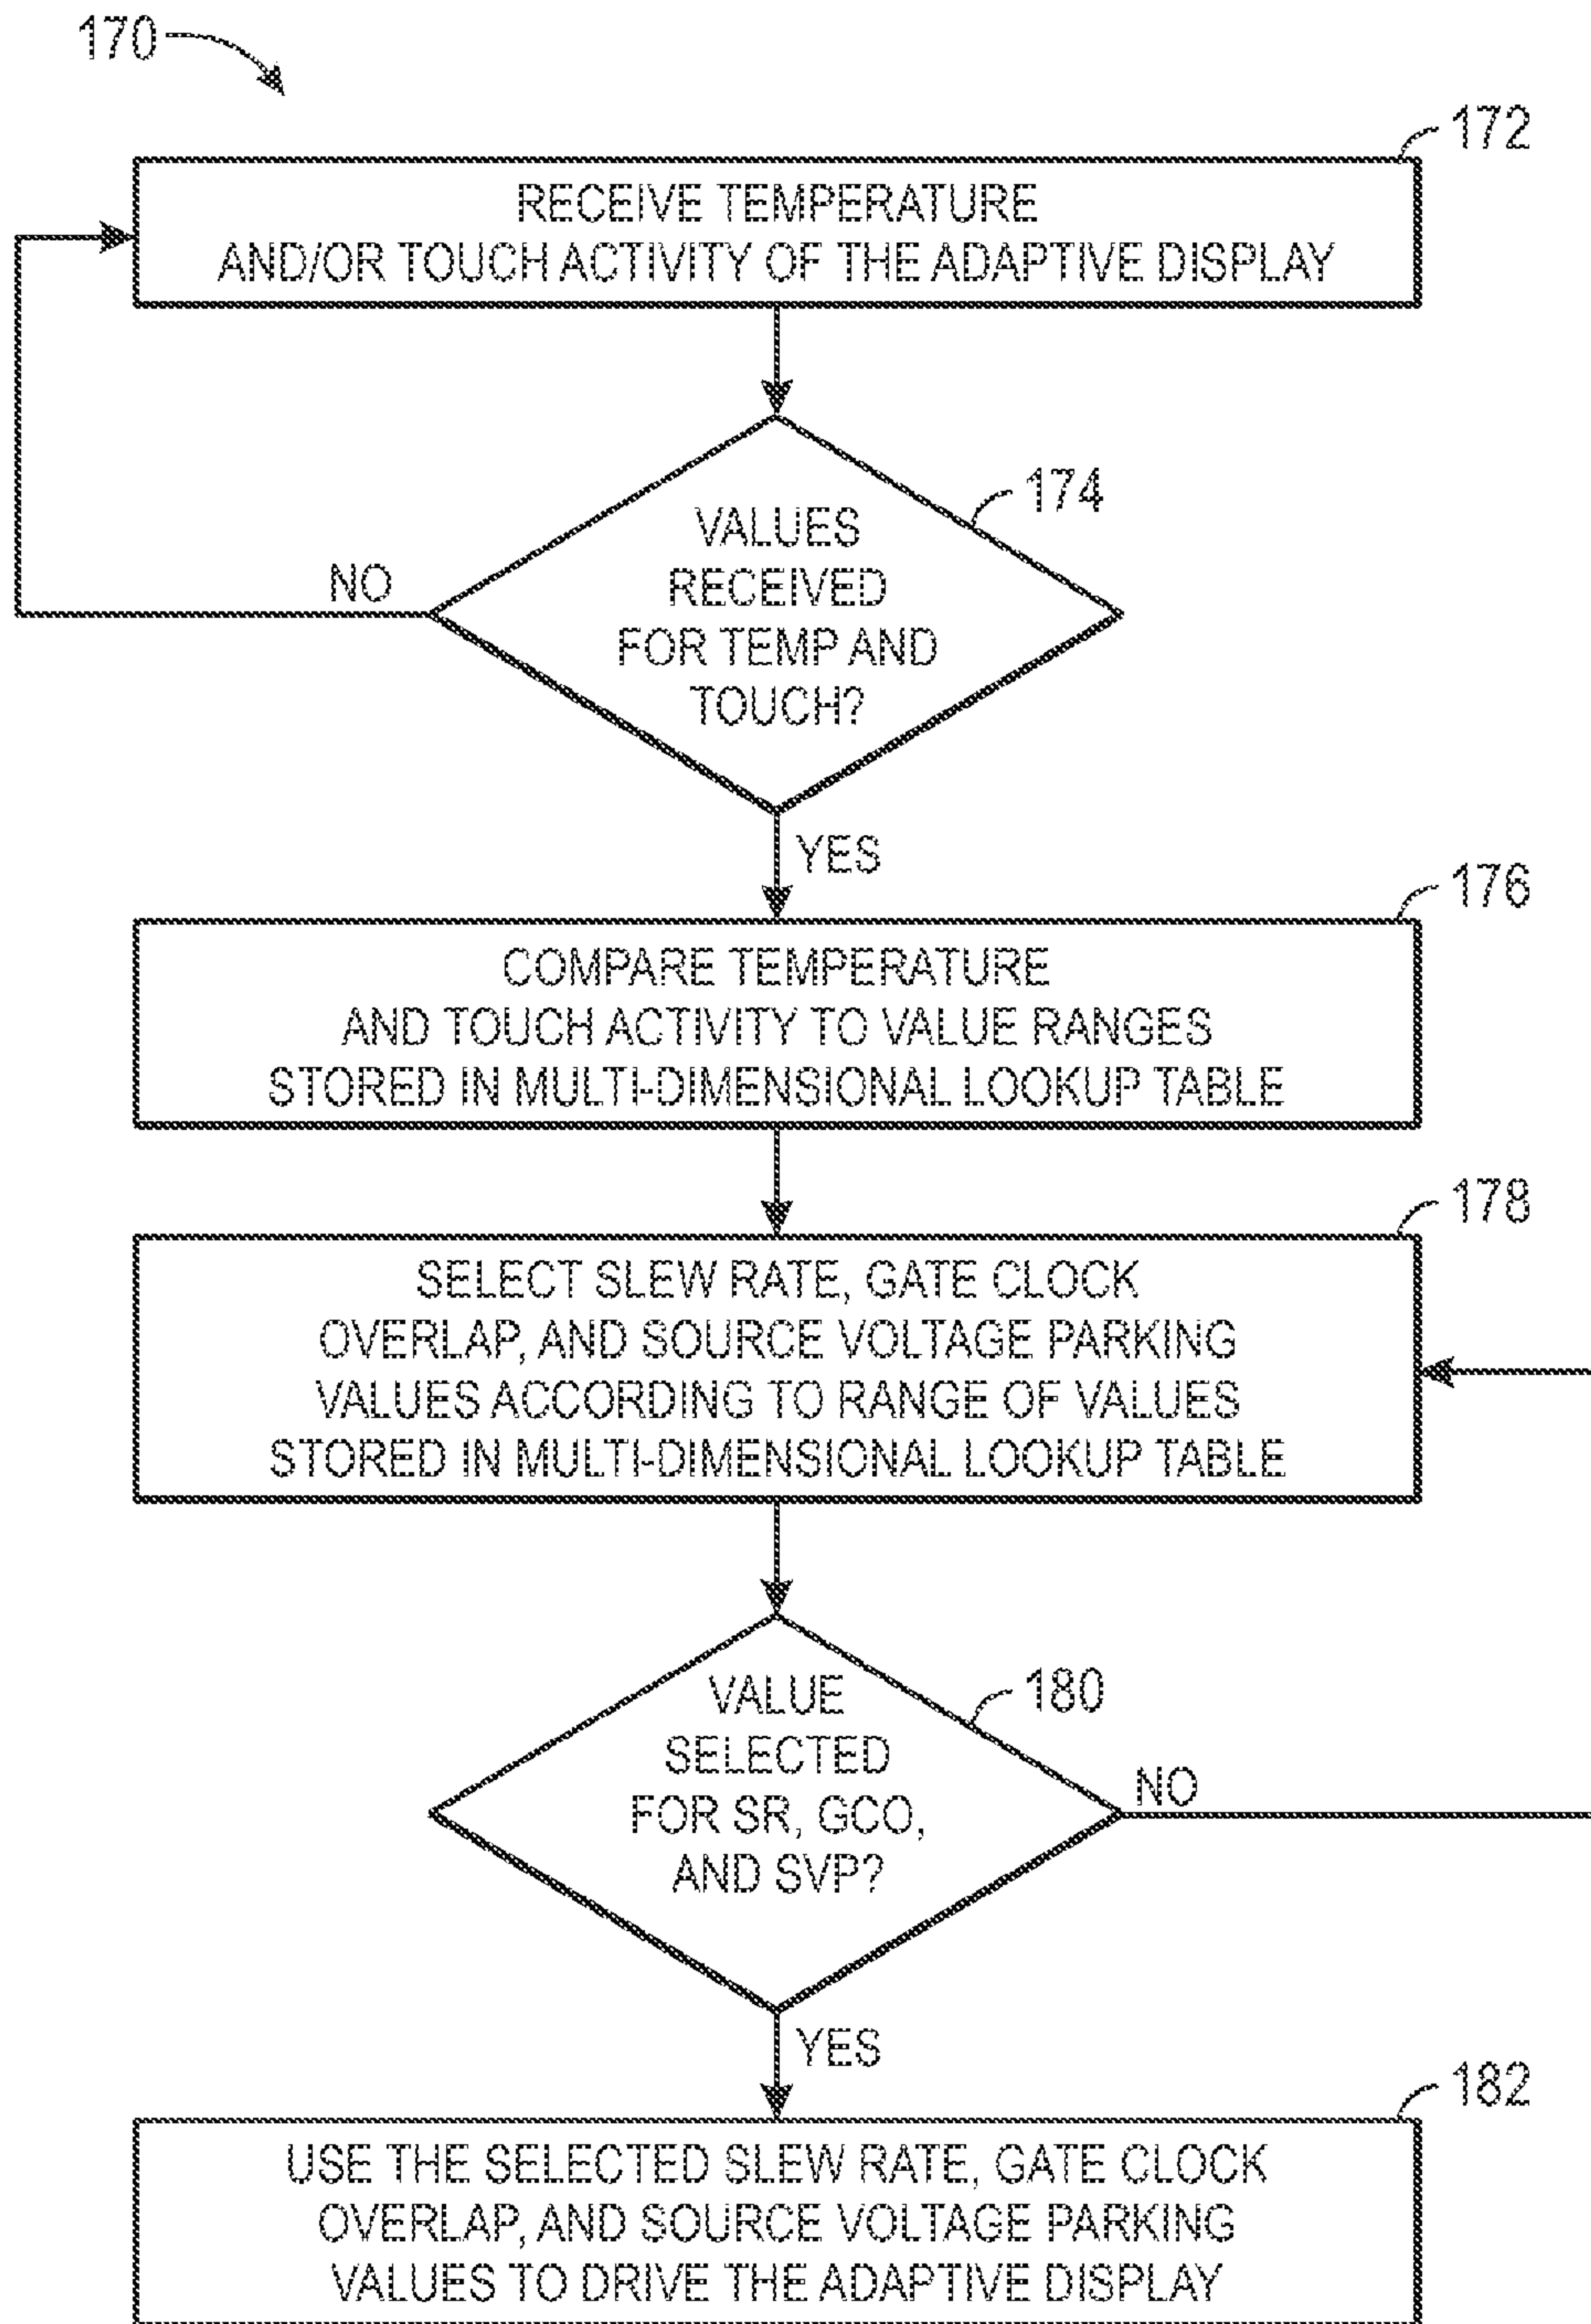 170
172
RECEIVE TEMPERATURE
AND/OR TOUCH ACTIVITY OF THE ADAPTIVE DISPLAY
174
VALUES
RECEIVED
FOR TEMP AND
TOUCH?
NO
YES
176
COMPARE TEMPERATURE
AND TOUCH ACTIVITY TO VALUE RANGES
STORED IN MULTI-DIMENSIONAL LOOKUP TABLE
178
SELECT SLEW RATE, GATE CLOCK
OVERLAP, AND SOURCE VOLTAGE PARKING
VALUES ACCORDING TO RANGE OF VALUES
STORED IN MULTI-DIMENSIONAL LOOKUP TABLE
180
VALUE
SELECTED
FOR SR, GCO,
AND SVP?
NO
YES
182
USE THE SELECTED SLEW RATE, GATE CLOCK
OVERLAP, AND SOURCE VOLTAGE PARKING
VALUES TO DRIVE THE ADAPTIVE DISPLAY